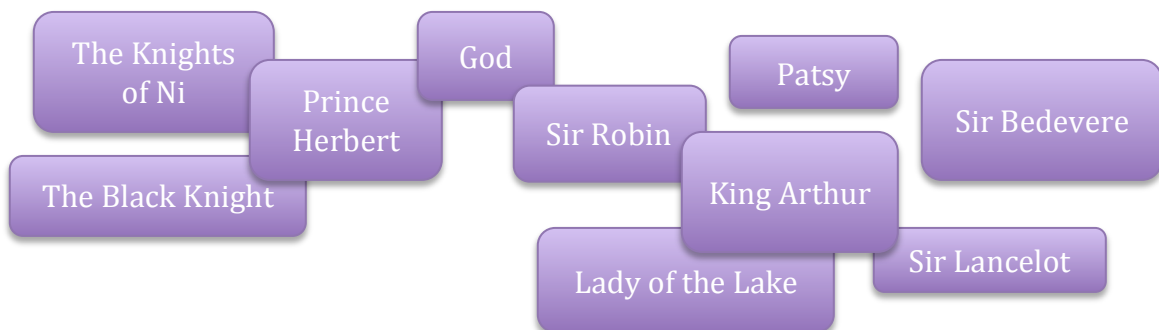 The Knights
of Ni
God
Patsy
Prince
Herbert
Sir Robin
Sir Bedevere
The Black Knight
King Arthur
Lady of the Lake
Sir Lancelot